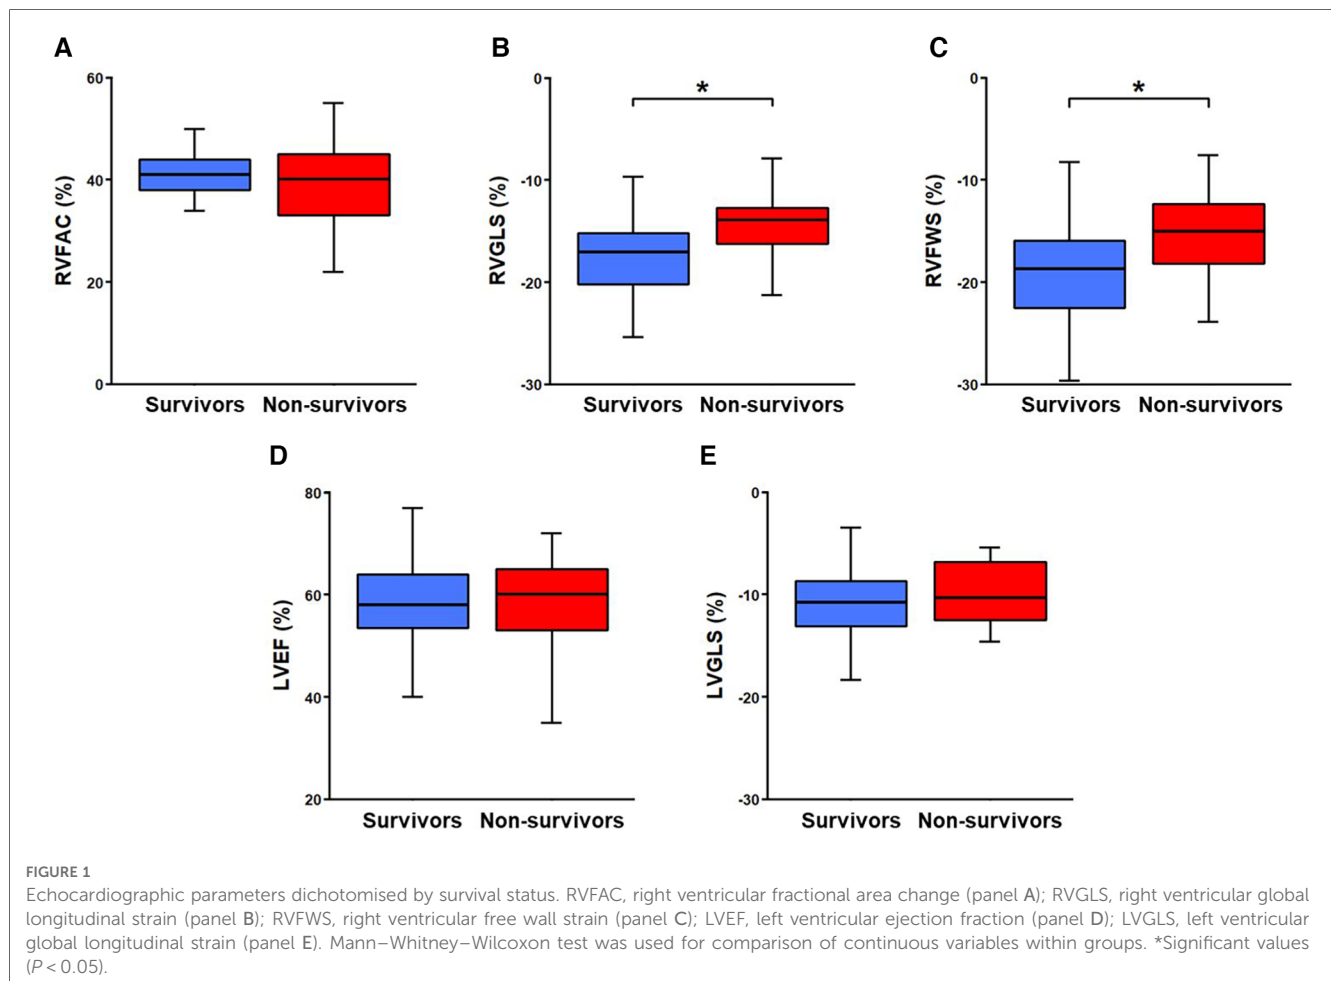 A
B
C
60
40
20
0
RVFAC (%)
Survivors Non-survivors
0
-10
-20
-30
RVGLS (%)
*
Survivors Non-survivors
0
-10
-20
-30
RVFWS (%)
*
Survivors Non-survivors
D
E
80
60
40
20
LVEF (%)
Survivors Non-survivors
0
-10
-20
-30
LVGLS (%)
Survivors Non-survivors
FIGURE 1
Echocardiographic parameters dichotomised by survival status. RVFAC, right ventricular fractional area change (panel A); RVGLS, right ventricular global
longitudinal strain (panel B); RVFWS, right ventricular free wall strain (panel C); LVEF, left ventricular ejection fraction (panel D); LVGLS, left ventricular
global longitudinal strain (panel E). Mann–Whitney–Wilcoxon test was used for comparison of continuous variables within groups. *Significant values
(P < 0.05).